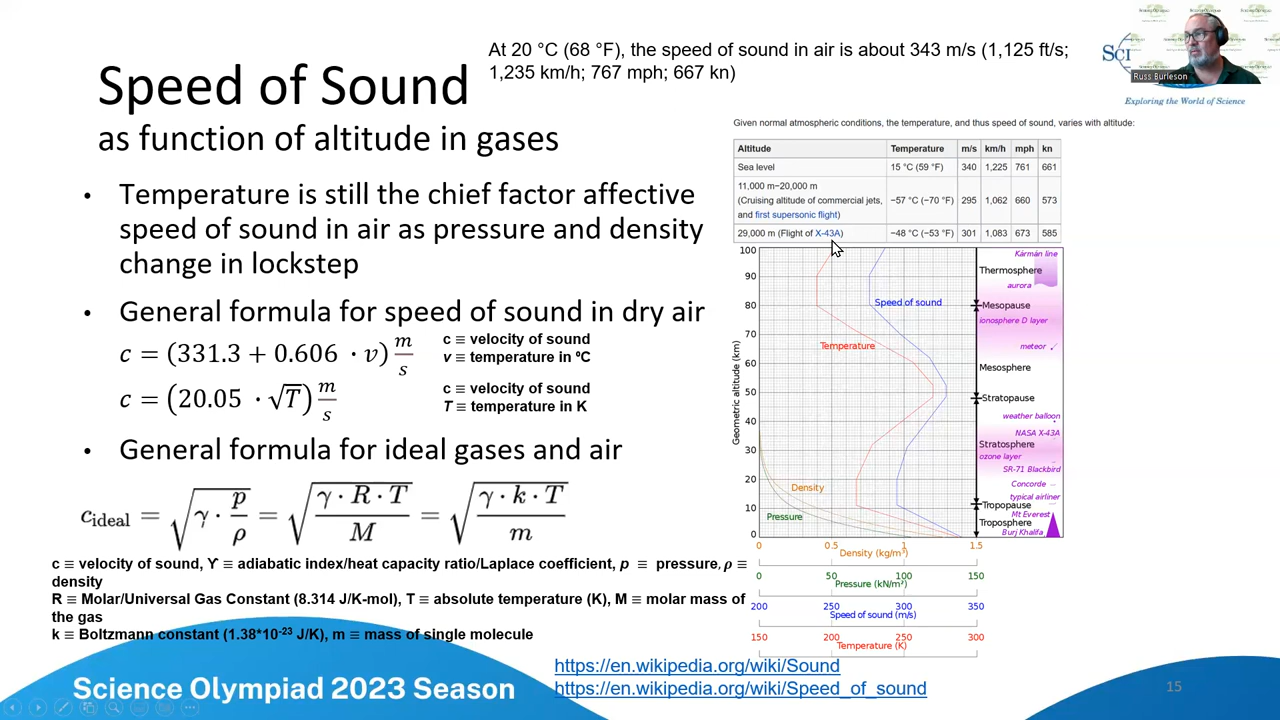 At 20 °C (68 °F), the speed of sound in air is about 343 m/s (1,125 ft/s;
1,235 km/h; 767 mph; 667 kn)
Russ Burleson
Exploring the World of Science
Speed of Sound
as function of altitude in gases
• Temperature is still the chief factor affective
speed of sound in air as pressure and density
change in lockstep
• General formula for speed of sound in dry air
c = (331.3 + 0.606 · v) m/s
c ≡ velocity of sound
v ≡ temperature in ºC
c = (20.05 · √T) m/s
c ≡ velocity of sound
T ≡ temperature in K
• General formula for ideal gases and air
c_ideal = √(γ · p/ρ) = √(γ · R · T / M) = √(γ · k · T / m)
c ≡ velocity of sound, ϒ ≡ adiabatic index/heat capacity ratio/Laplace coefficient, p ≡ pressure, ρ ≡
density
R ≡ Molar/Universal Gas Constant (8.314 J/K-mol), T ≡ absolute temperature (K), M ≡ molar mass of
the gas
k ≡ Boltzmann constant (1.38*10-23 J/K), m ≡ mass of single molecule
Given normal atmospheric conditions, the temperature, and thus speed of sound, varies with altitude:
Altitude Temperature m/s km/h mph kn
Sea level 15 °C (59 °F) 340 1,225 761 661
11,000 m−20,000 m
(Cruising altitude of commercial jets,
and first supersonic flight) −57 °C (−70 °F) 295 1,062 660 573
29,000 m (Flight of X-43A) −48 °C (−53 °F) 301 1,083 673 585
Geometric altitude (km)
100
90
80
70
60
50
40
30
20
10
0
Speed of sound
Temperature
Density
Pressure
Kármán line
Thermosphere
aurora
Mesopause
ionosphere D layer
meteor
Mesosphere
Stratopause
weather balloon
NASA X-43A
Stratosphere
ozone layer
SR-71 Blackbird
Concorde
typical airliner
Tropopause
Mt Everest
Troposphere
Burj Khalifa
0 0.5 1 1.5
Density (kg/m³)
0 50 100 150
Pressure (kN/m²)
200 250 300 350
Speed of sound (m/s)
150 200 250 300
Temperature (K)
https://en.wikipedia.org/wiki/Sound
https://en.wikipedia.org/wiki/Speed_of_sound
Science Olympiad 2023 Season
15